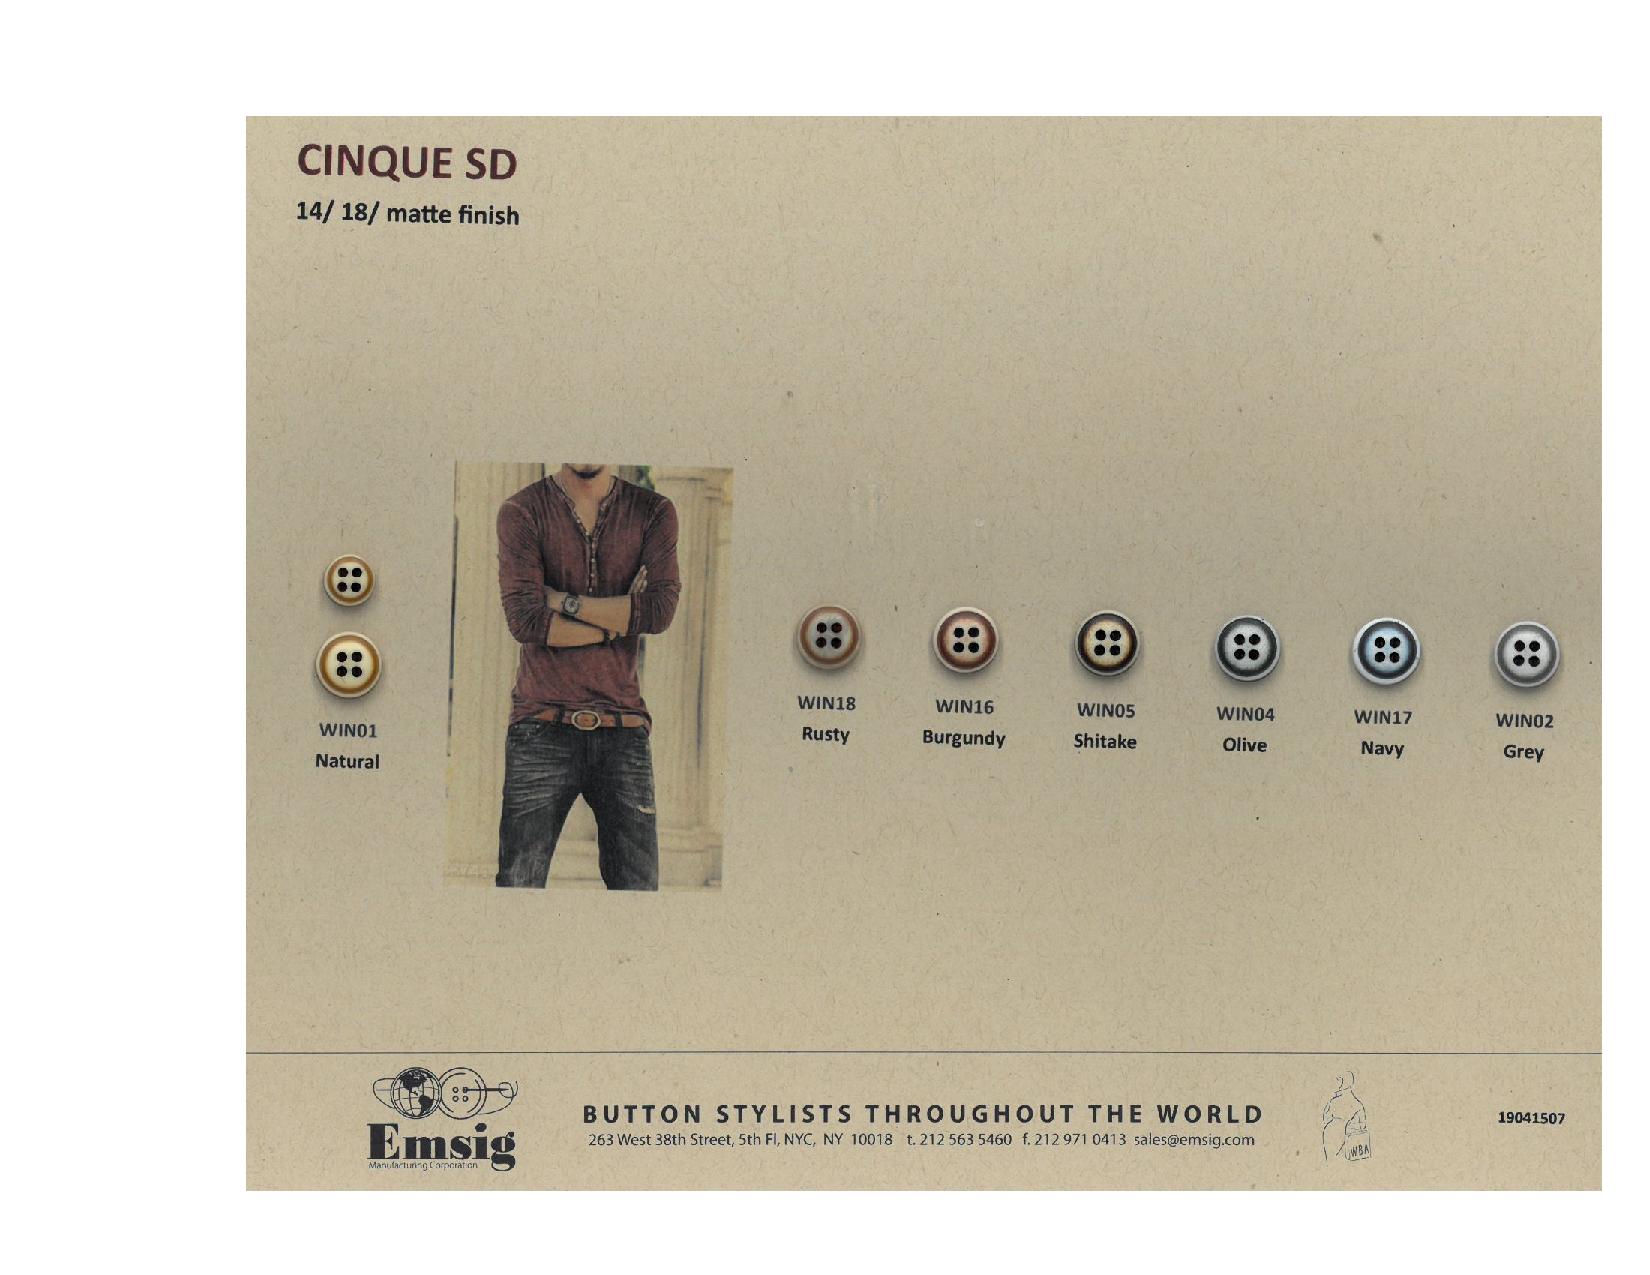 CINQUE SD
14/ 18/ matte finish
WIN01
Natural
WIN18
Rusty
WIN16
Burgundy
WIN05
Shitake
WIN04
Olive
WIN17
Navy
WIN02
Grey
Emsig
Manufacturing Corporation
BUTTON STYLISTS THROUGHOUT THE WORLD
263 West 38th Street, 5th Fl, NYC, NY 10018 t. 212 563 5460 f. 212 971 0413 sales@emsig.com
WBA
19041507